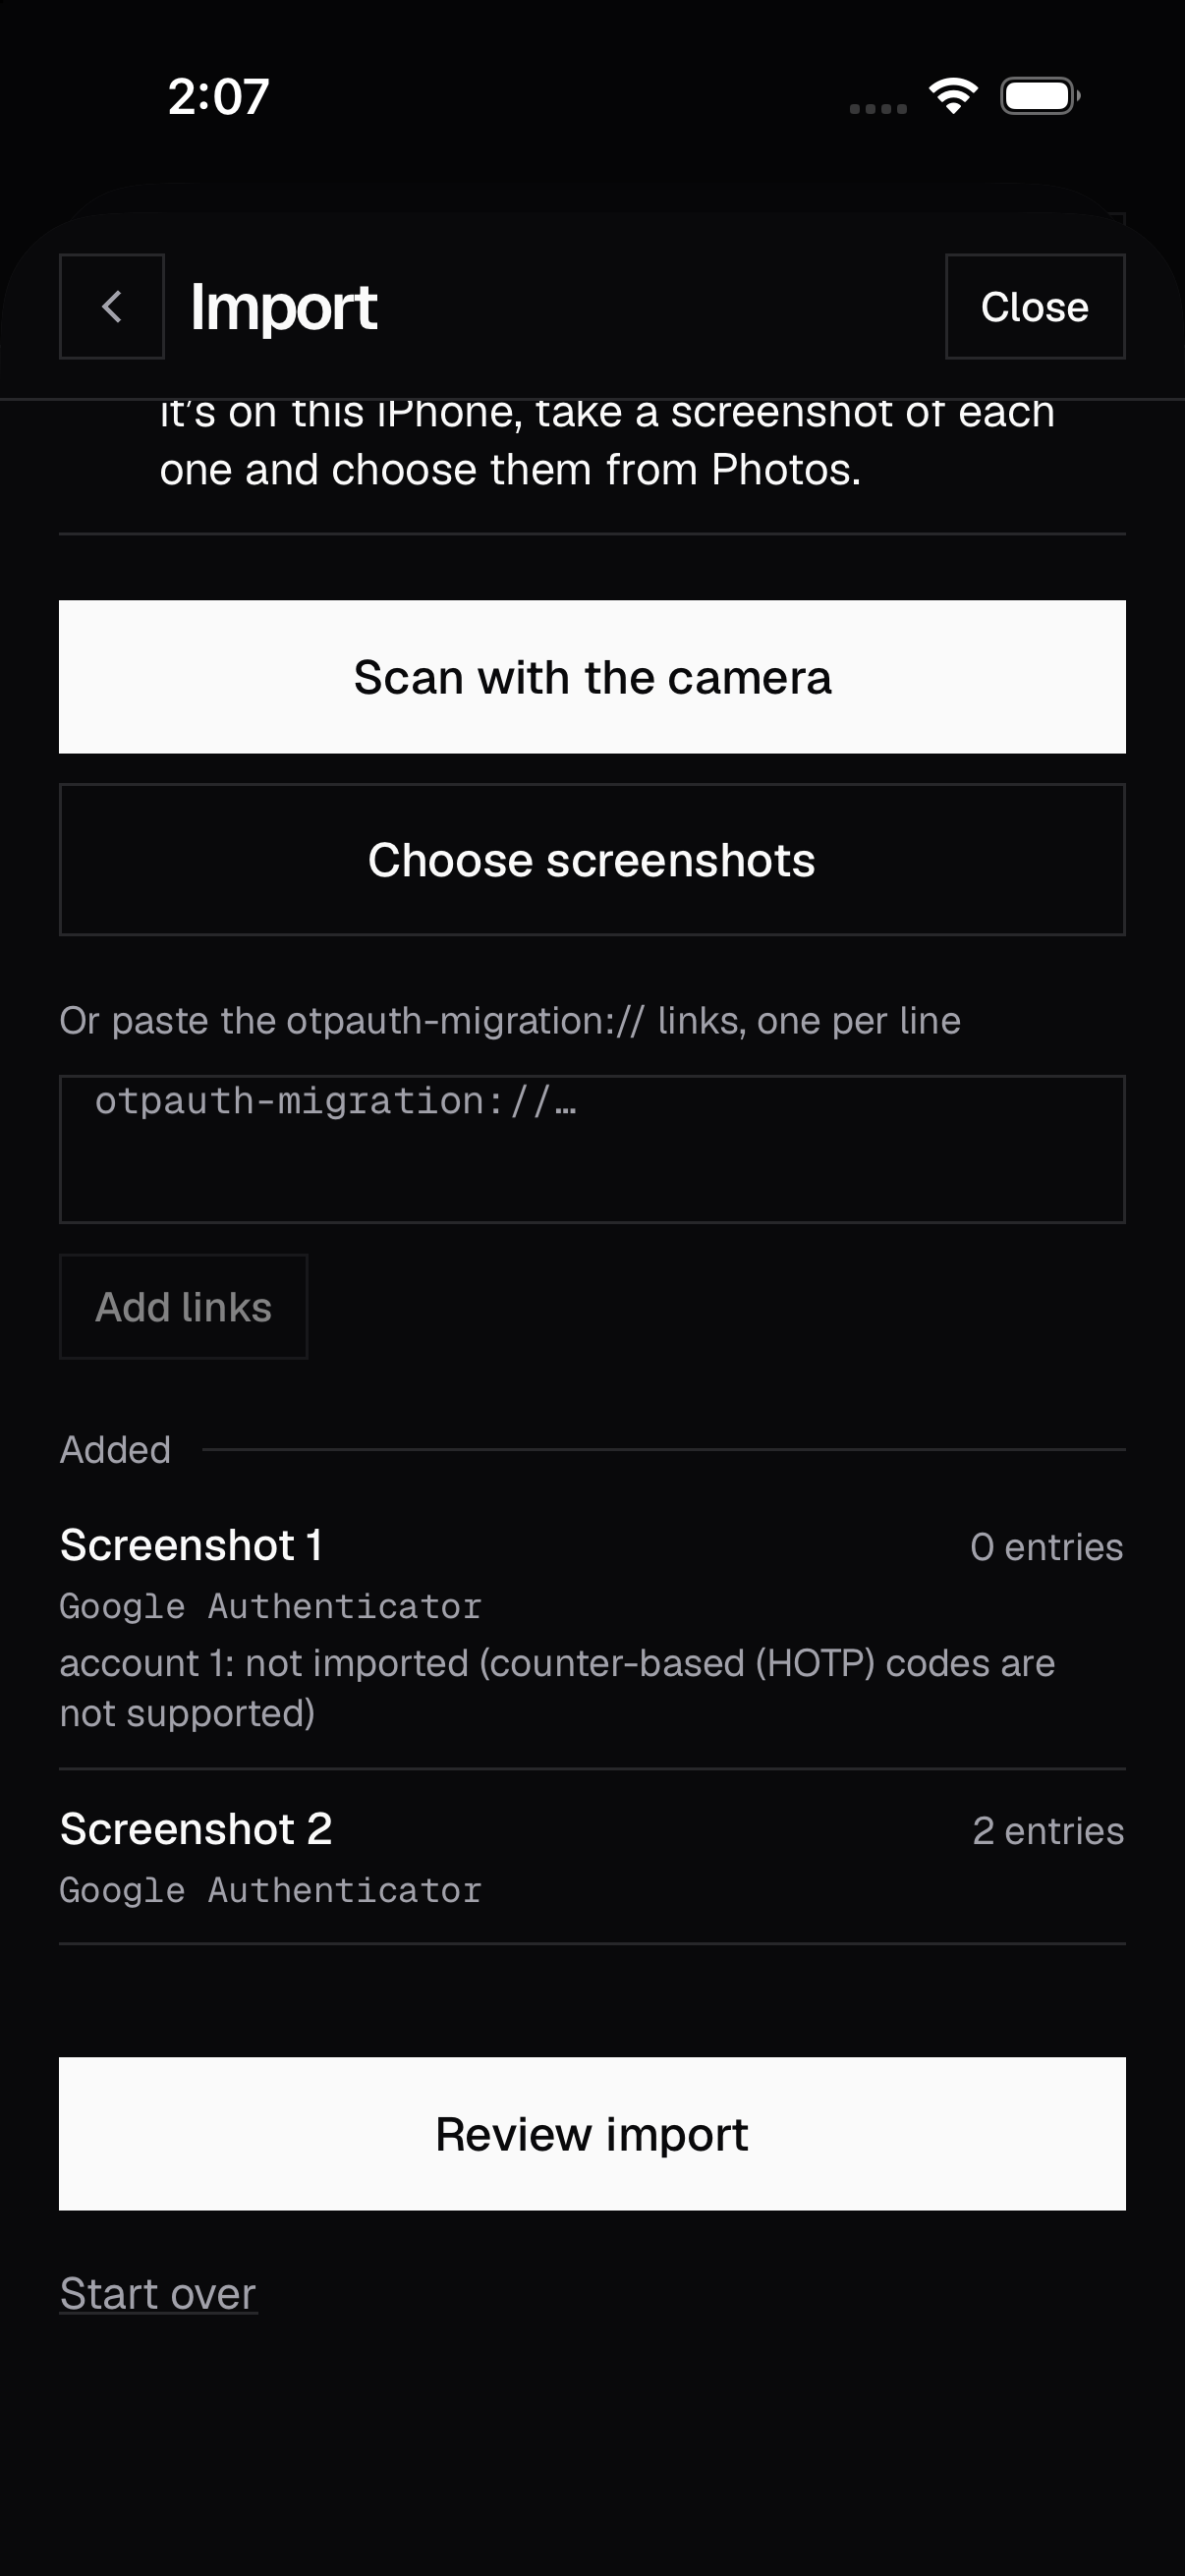 2:07
Import
Close
it's on this iPhone, take a screenshot of each
one and choose them from Photos.
Scan with the camera
Choose screenshots
Or paste the otpauth-migration:// links, one per line
otpauth-migration://…
Add links
Added
Screenshot 1
0 entries
Google Authenticator
account 1: not imported (counter-based (HOTP) codes are
not supported)
Screenshot 2
2 entries
Google Authenticator
Review import
Start over